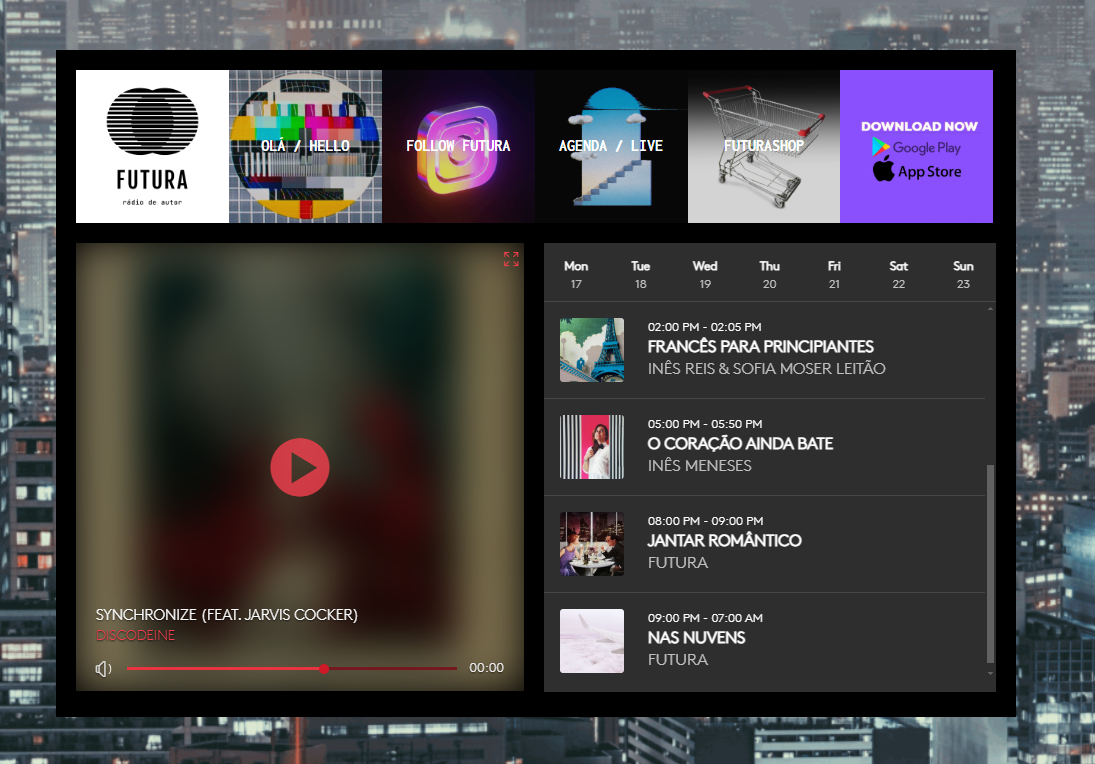 FUTURA
rádio de autor
OLÁ / HELLO
FOLLOW FUTURA
AGENDA / LIVE
FUTURASHOP
DOWNLOAD NOW
Google Play
App Store
SYNCHRONIZE (FEAT. JARVIS COCKER)
DISCODEINE
00:00
Mon Tue Wed Thu Fri Sat Sun
17 18 19 20 21 22 23
02:00 PM - 02:05 PM
FRANCÊS PARA PRINCIPIANTES
INÊS REIS & SOFIA MOSER LEITÃO
05:00 PM - 05:50 PM
O CORAÇÃO AINDA BATE
INÊS MENESES
08:00 PM - 09:00 PM
JANTAR ROMÂNTICO
FUTURA
09:00 PM - 07:00 AM
NAS NUVENS
FUTURA